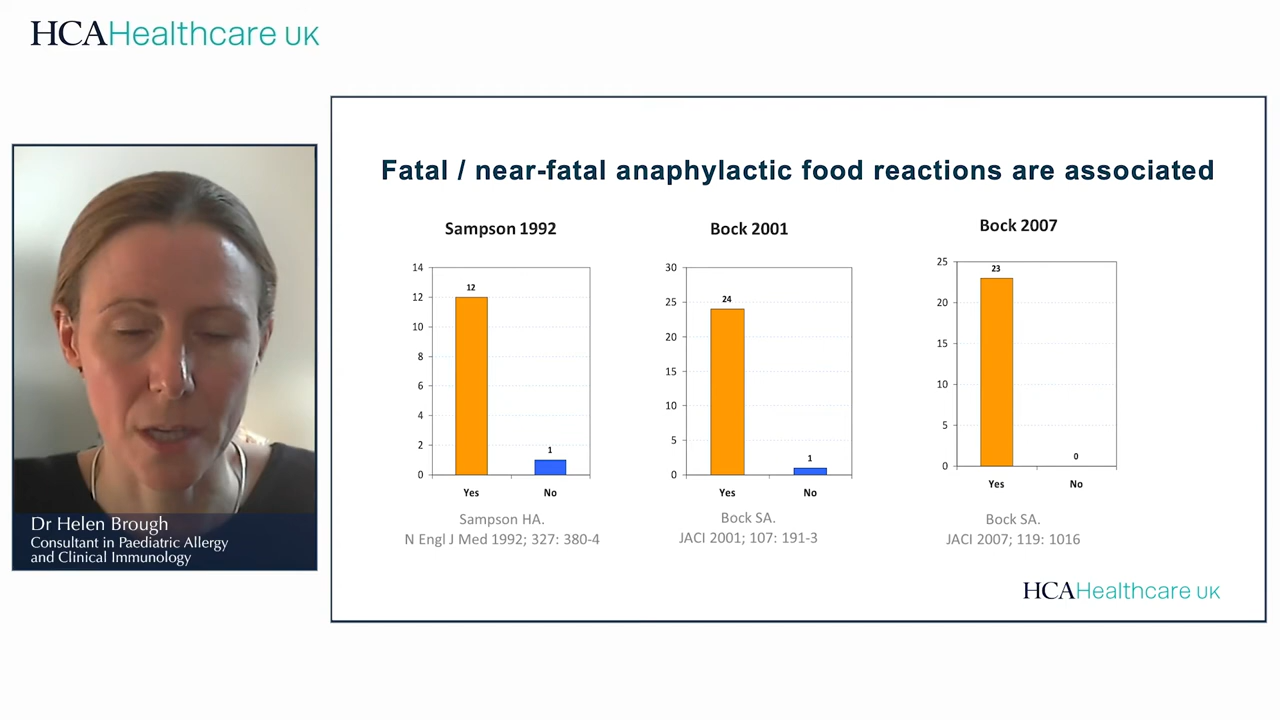 HCAHealthcare UK
Fatal / near-fatal anaphylactic food reactions are associated
Sampson 1992
14
12
10
8
6
4
2
0
12
1
Yes No
Sampson HA.
N Engl J Med 1992; 327: 380-4
Bock 2001
30
25
20
15
10
5
0
24
1
Yes No
Bock SA.
JACI 2001; 107: 191-3
Bock 2007
25
20
15
10
5
0
23
0
Yes No
Bock SA.
JACI 2007; 119: 1016
HCAHealthcare UK
Dr Helen Brough
Consultant in Paediatric Allergy
and Clinical Immunology